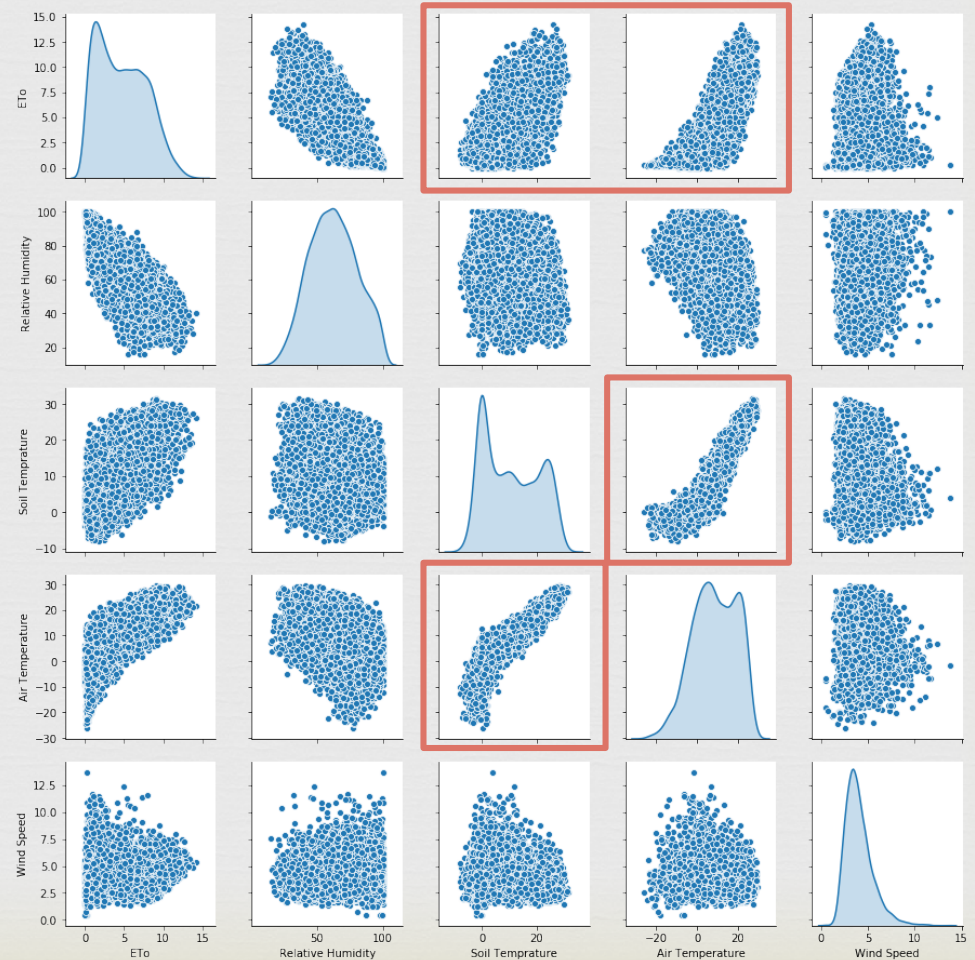 15.0
12.5
10.0
7.5
5.0
2.5
0.0
ETo
100
80
60
40
20
Relative Humidity
30
20
10
0
−10
Soil Temprature
30
20
10
0
−10
−20
−30
Air Temperature
12.5
10.0
7.5
5.0
2.5
0.0
Wind Speed
0 5 10 15
ETo
50 100
Relative Humidity
0 20
Soil Temprature
−20 0 20
Air Temperature
0 5 10 15
Wind Speed